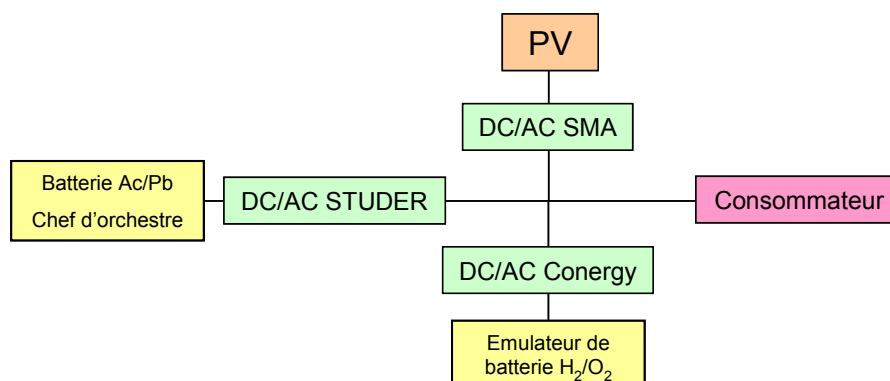 PV
DC/AC SMA
Batterie Ac/Pb
Chef d'orchestre
DC/AC STUDER
Consommateur
DC/AC Conergy
Emulateur de
batterie H₂/O₂